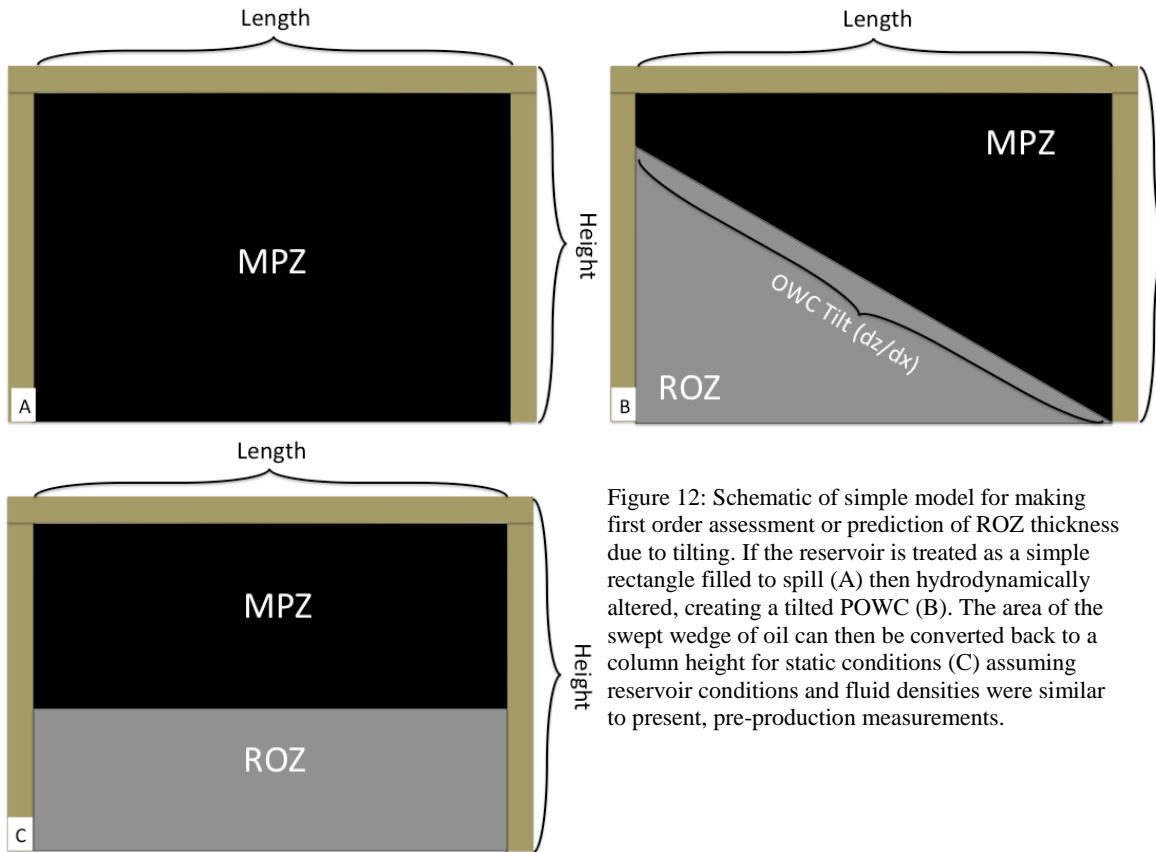 Length
MPZ
Height
A
Length
MPZ
OWC Tilt (dz/dx)
ROZ
B
Length
MPZ
ROZ
Height
C
Figure 12: Schematic of simple model for making
first order assessment or prediction of ROZ thickness
due to tilting. If the reservoir is treated as a simple
rectangle filled to spill (A) then hydrodynamically
altered, creating a tilted POWC (B). The area of the
swept wedge of oil can then be converted back to a
column height for static conditions (C) assuming
reservoir conditions and fluid densities were similar
to present, pre-production measurements.